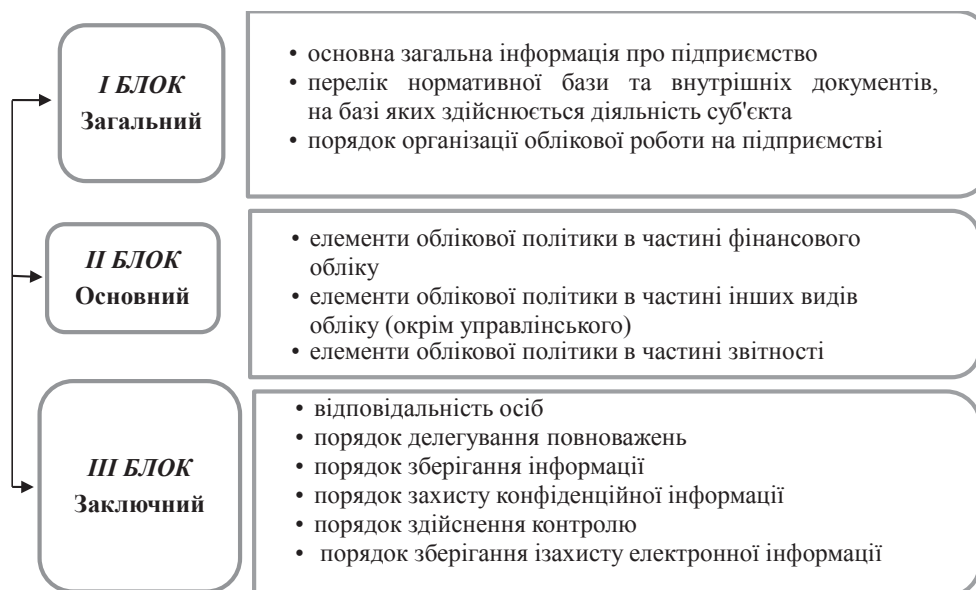 І БЛОК
Загальний
• основна загальна інформація про підприємство
• перелік нормативної бази та внутрішніх документів,
на базі яких здійснюється діяльність суб'єкта
• порядок організації облікової роботи на підприємстві
ІІ БЛОК
Основний
• елементи облікової політики в частині фінансового
обліку
• елементи облікової політики в частині інших видів
обліку (окрім управлінського)
• елементи облікової політики в частині звітності
ІІІ БЛОК
Заключний
• відповідальність осіб
• порядок делегування повноважень
• порядок зберігання інформації
• порядок захисту конфіденційної інформації
• порядок здійснення контролю
• порядок зберігання ізахисту електронної інформації